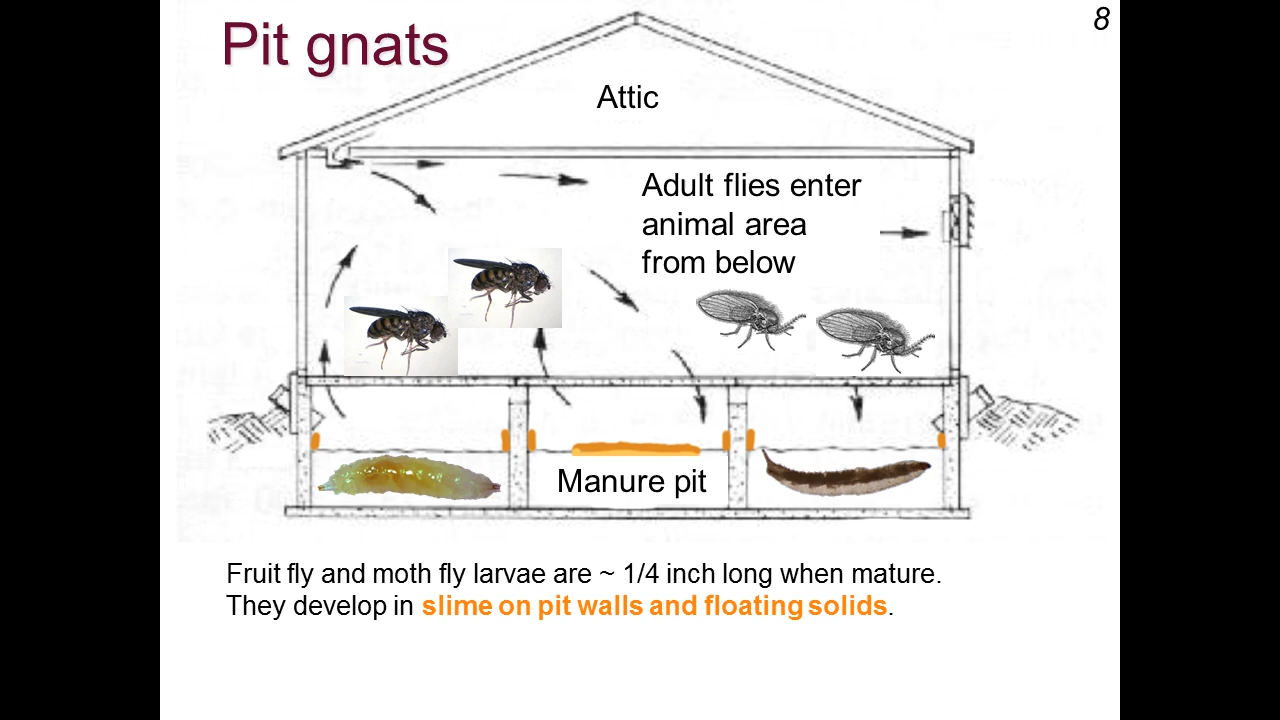 Pit gnats
8
Attic
Adult flies enter
animal area
from below
Manure pit
Fruit fly and moth fly larvae are ~ 1/4 inch long when mature.
They develop in slime on pit walls and floating solids.